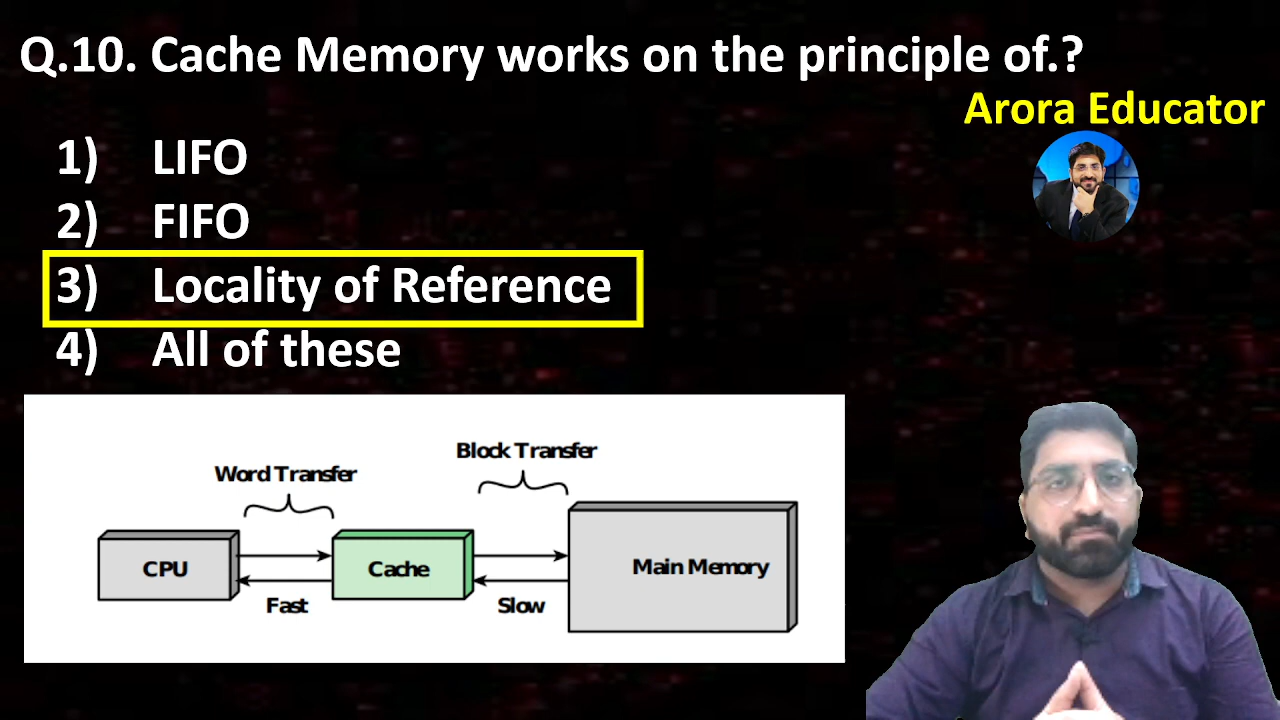 Q.10. Cache Memory works on the principle of.?
Arora Educator
1) LIFO
2) FIFO
3) Locality of Reference
4) All of these
Block Transfer
Word Transfer
CPU
Cache
Main Memory
Fast
Slow